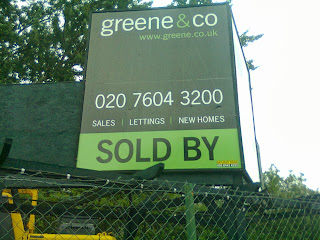 greene&co
www.greene.co.uk
020 7604 3200
SALES | LETTINGS | NEW HOMES
SOLD BY